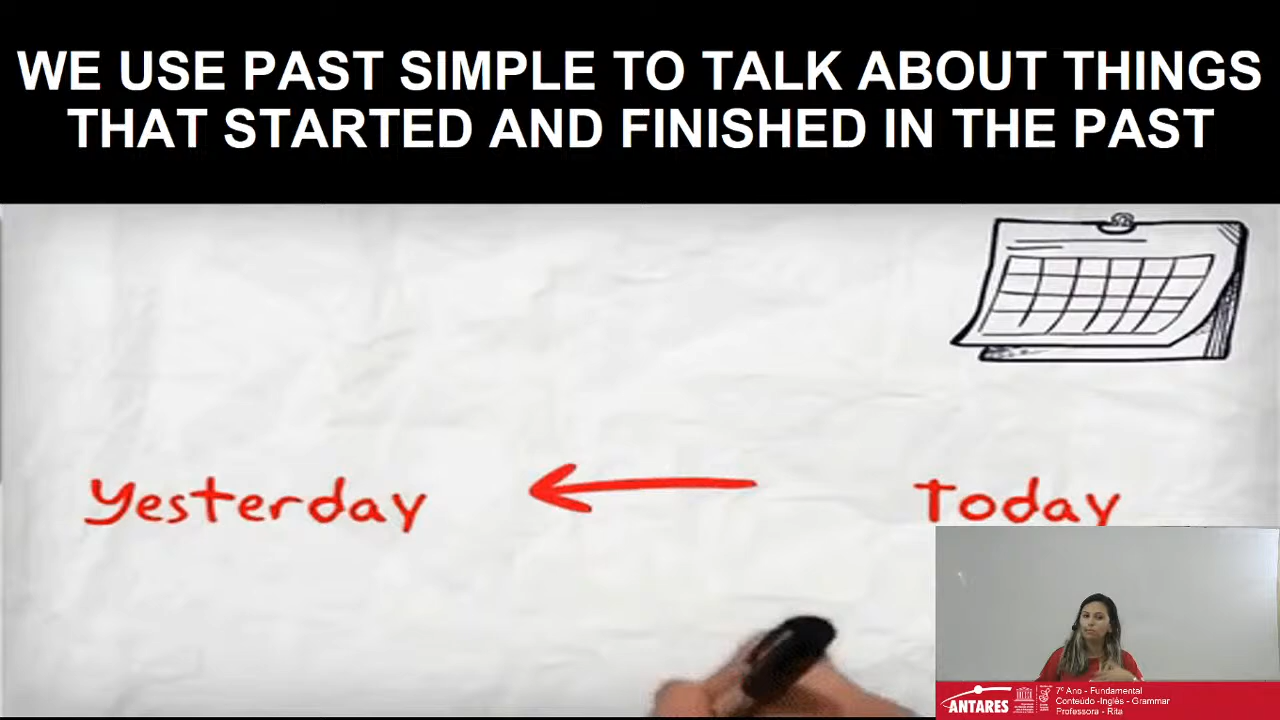 WE USE PAST SIMPLE TO TALK ABOUT THINGS
THAT STARTED AND FINISHED IN THE PAST
Yesterday
Today
ANTARES
7º Ano - Fundamental
Conteúdo -Inglês - Grammar
Professora - Rita